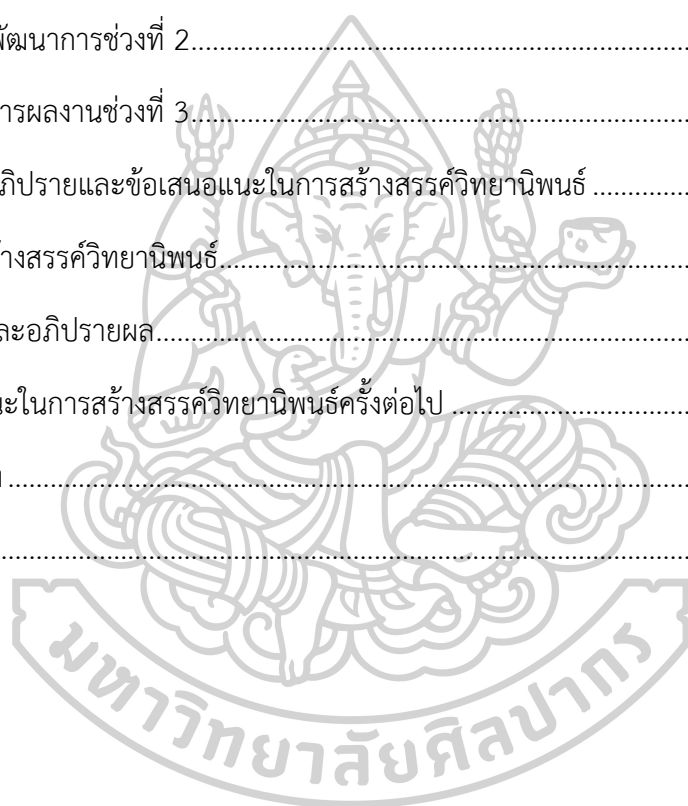 พัฒนาการช่วงที่ 2
การผลงานช่วงที่ 3
ภิปรายและข้อเสนอแนะในการสร้างสรรค์วิทยานิพนธ์
ร้างสรรค์วิทยานิพนธ์
ละอภิปรายผล
นะในการสร้างสรรค์วิทยานิพนธ์ครั้งต่อไป
มหาวิทยาลัยศิลปากร